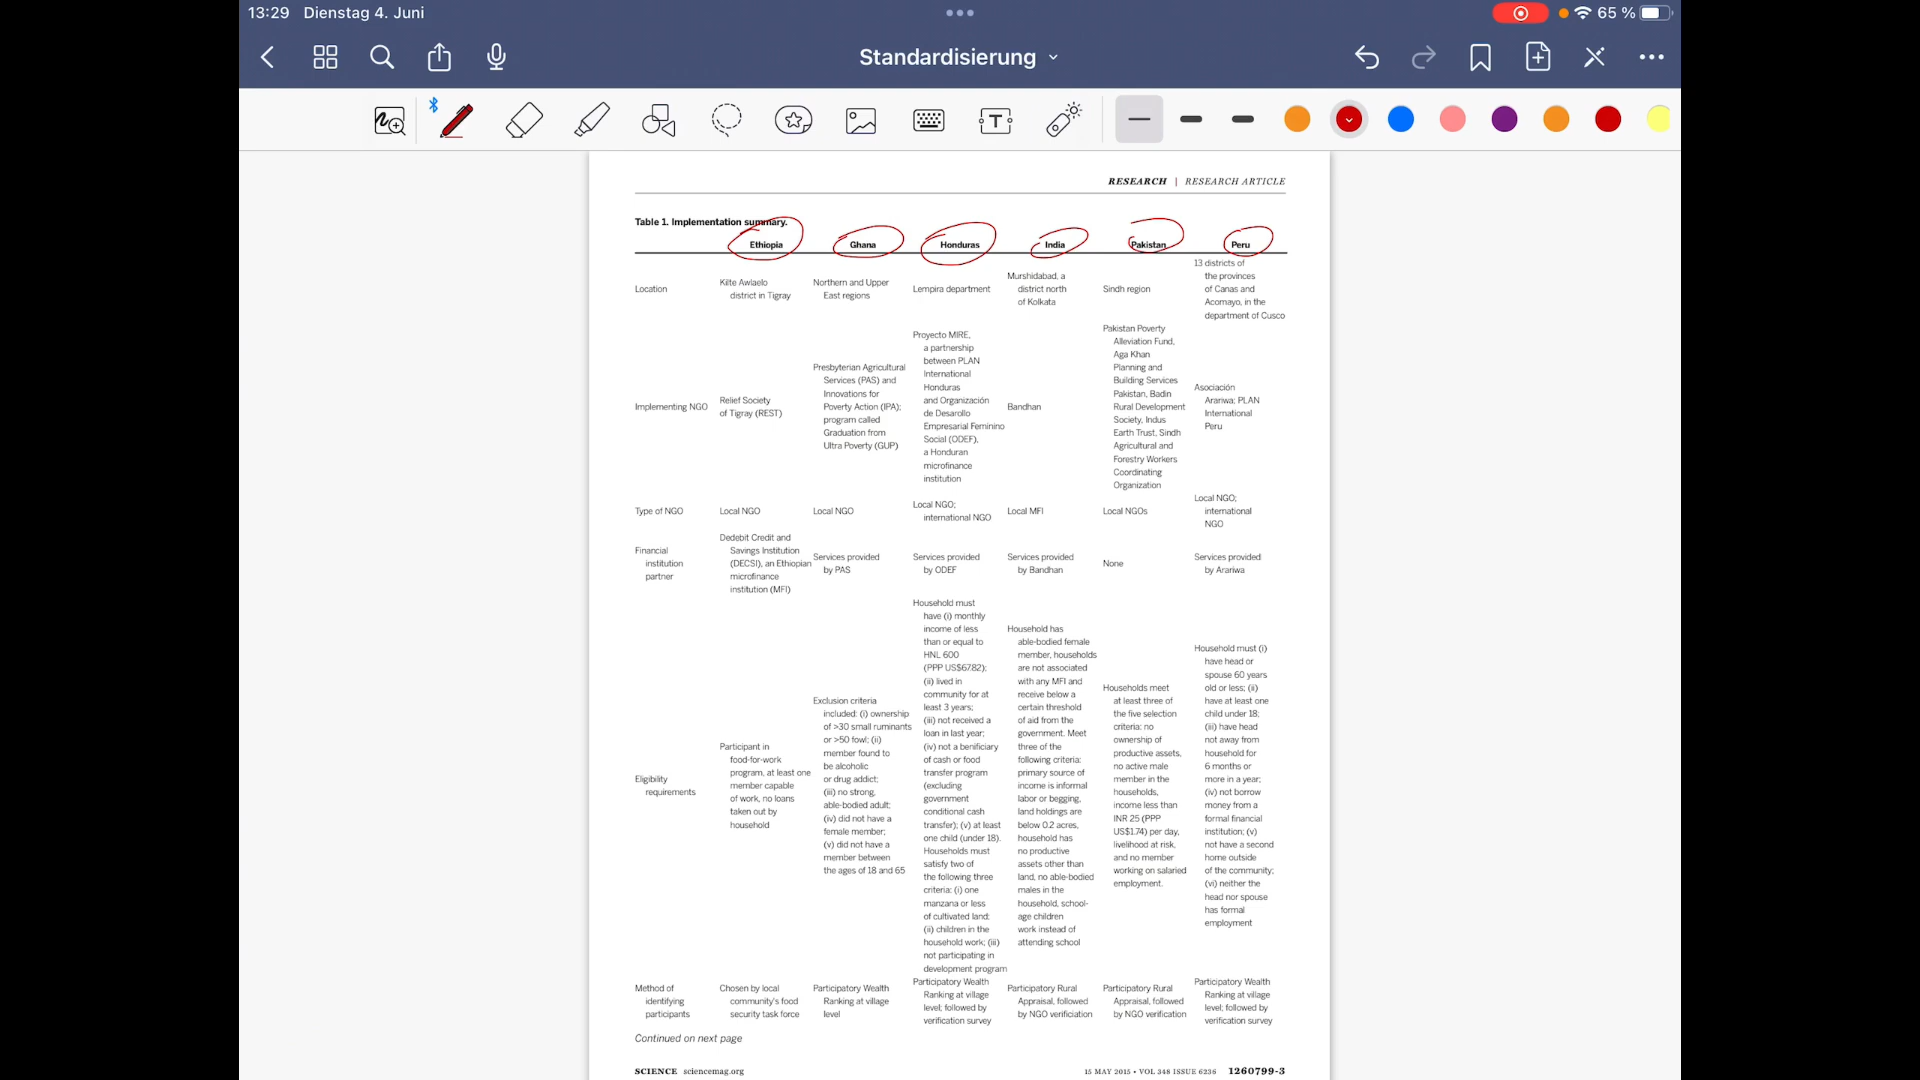 13:29 Dienstag 4. Juni
65 %
Standardisierung
RESEARCH | RESEARCH ARTICLE
Table 1. Implementation summary.
Ethiopia Ghana Honduras India Pakistan Peru
Location
Kilte Awlaelo
district in Tigray
Northern and Upper
East regions
Lempira department
Murshidabad, a
district north
of Kolkata
Sindh region
13 districts of
the provinces
of Canas and
Acomayo, in the
department of Cusco
Implementing NGO
Relief Society
of Tigray (REST)
Presbyterian Agricultural
Services (PAS) and
Innovations for
Poverty Action (IPA);
program called
Graduation from
Ultra Poverty (GUP)
Proyecto MIRE,
a partnership
between PLAN
International
Honduras
and Organización
de Desarollo
Empresarial Feminino
Social (ODEF),
a Honduran
microfinance
institution
Bandhan
Pakistan Poverty
Alleviation Fund,
Aga Khan
Planning and
Building Services
Pakistan, Badin
Rural Development
Society, Indus
Earth Trust, Sindh
Agricultural and
Forestry Workers
Coordinating
Organization
Asociación
Arariwa; PLAN
International
Peru
Type of NGO
Local NGO
Local NGO
Local NGO;
international NGO
Local MFI
Local NGOs
Local NGO;
international
NGO
Financial
institution
partner
Dedebit Credit and
Savings Institution
(DECSI), an Ethiopian
microfinance
institution (MFI)
Services provided
by PAS
Services provided
by ODEF
Services provided
by Bandhan
None
Services provided
by Arariwa
Eligibility
requirements
Participant in
food-for-work
program, at least one
member capable
of work, no loans
taken out by
household
Exclusion criteria
included: (i) ownership
of >30 small ruminants
or >50 fowl; (ii)
member found to
be alcoholic
or drug addict;
(iii) no strong,
able-bodied adult;
(iv) did not have a
female member;
(v) did not have a
member between
the ages of 18 and 65
Household must
have (i) monthly
income of less
than or equal to
HNL 600
(PPP US$67.82);
(ii) lived in
community for at
least 3 years;
(iii) not received a
loan in last year;
(iv) not a benificiary
of cash or food
transfer program
(excluding
government
conditional cash
transfer); (v) at least
one child (under 18).
Households must
satisfy two of
the following three
criteria: (i) one
manzana or less
of cultivated land;
(ii) children in the
household work; (iii)
not participating in
development program
Household has
able-bodied female
member, households
are not associated
with any MFI and
receive below a
certain threshold
of aid from the
government. Meet
three of the
following criteria:
primary source of
income is informal
labor or begging,
land holdings are
below 0.2 acres,
household has
no productive
assets other than
land, no able-bodied
males in the
household, school-
age children
work instead of
attending school
Households meet
at least three of
the five selection
criteria: no
ownership of
productive assets,
no active male
member in the
households,
income less than
INR 25 (PPP
US$1.74) per day,
livelihood at risk,
and no member
working on salaried
employment.
Household must (i)
have head or
spouse 60 years
old or less; (ii)
have at least one
child under 18;
(iii) have head
not away from
household for
6 months or
more in a year;
(iv) not borrow
money from a
formal financial
institution; (v)
not have a second
home outside
of the community;
(vi) neither the
head nor spouse
has formal
employment
Method of
identifying
participants
Chosen by local
community's food
security task force
Participatory Wealth
Ranking at village
level
Participatory Wealth
Ranking at village
level; followed by
verification survey
Participatory Rural
Appraisal, followed
by NGO verificiation
Participatory Rural
Appraisal, followed
by NGO verification
Participatory Wealth
Ranking at village
level; followed by
verification survey
Continued on next page
SCIENCE sciencemag.org
15 MAY 2015 • VOL 348 ISSUE 6236 1260799-3